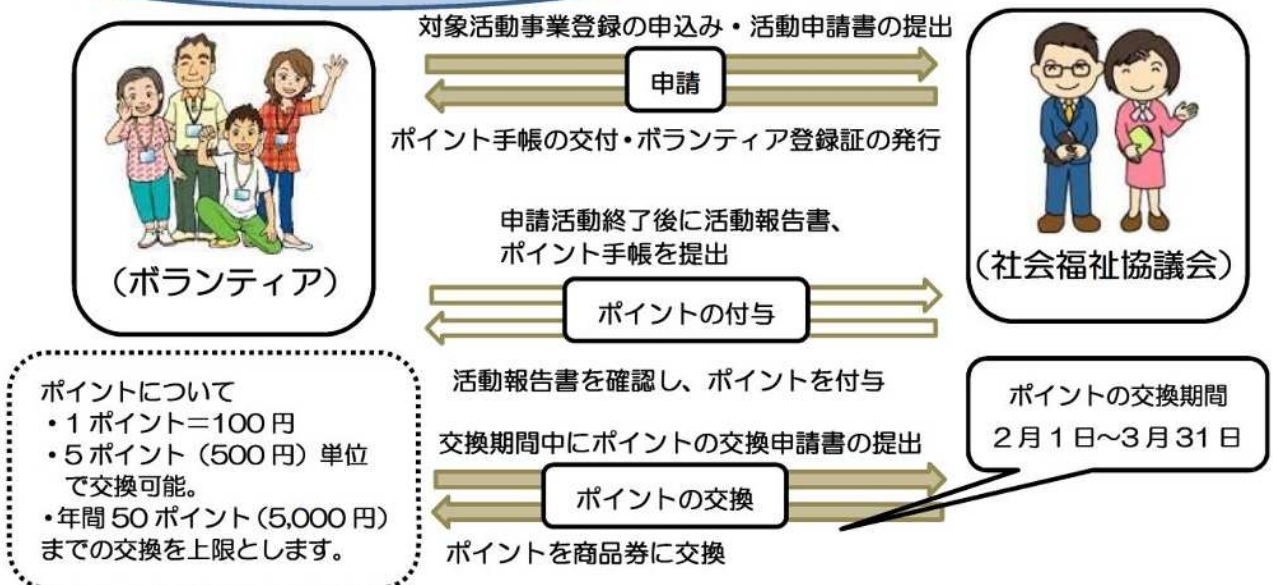 対象活動事業登録の申込み・活動申請書の提出
申請
ポイント手帳の交付・ボランティア登録証の発行
(ボランティア)
(社会福祉協議会)
申請活動終了後に活動報告書、
ポイント手帳を提出
ポイントの付与
活動報告書を確認し、ポイントを付与
ポイントについて
・1ポイント=100円
・5ポイント(500円)単位
で交換可能。
・年間50ポイント(5,000円)
までの交換を上限とします。
交換期間中にポイントの交換申請書の提出
ポイントの交換
ポイントを商品券に交換
ポイントの交換期間
2月1日~3月31日